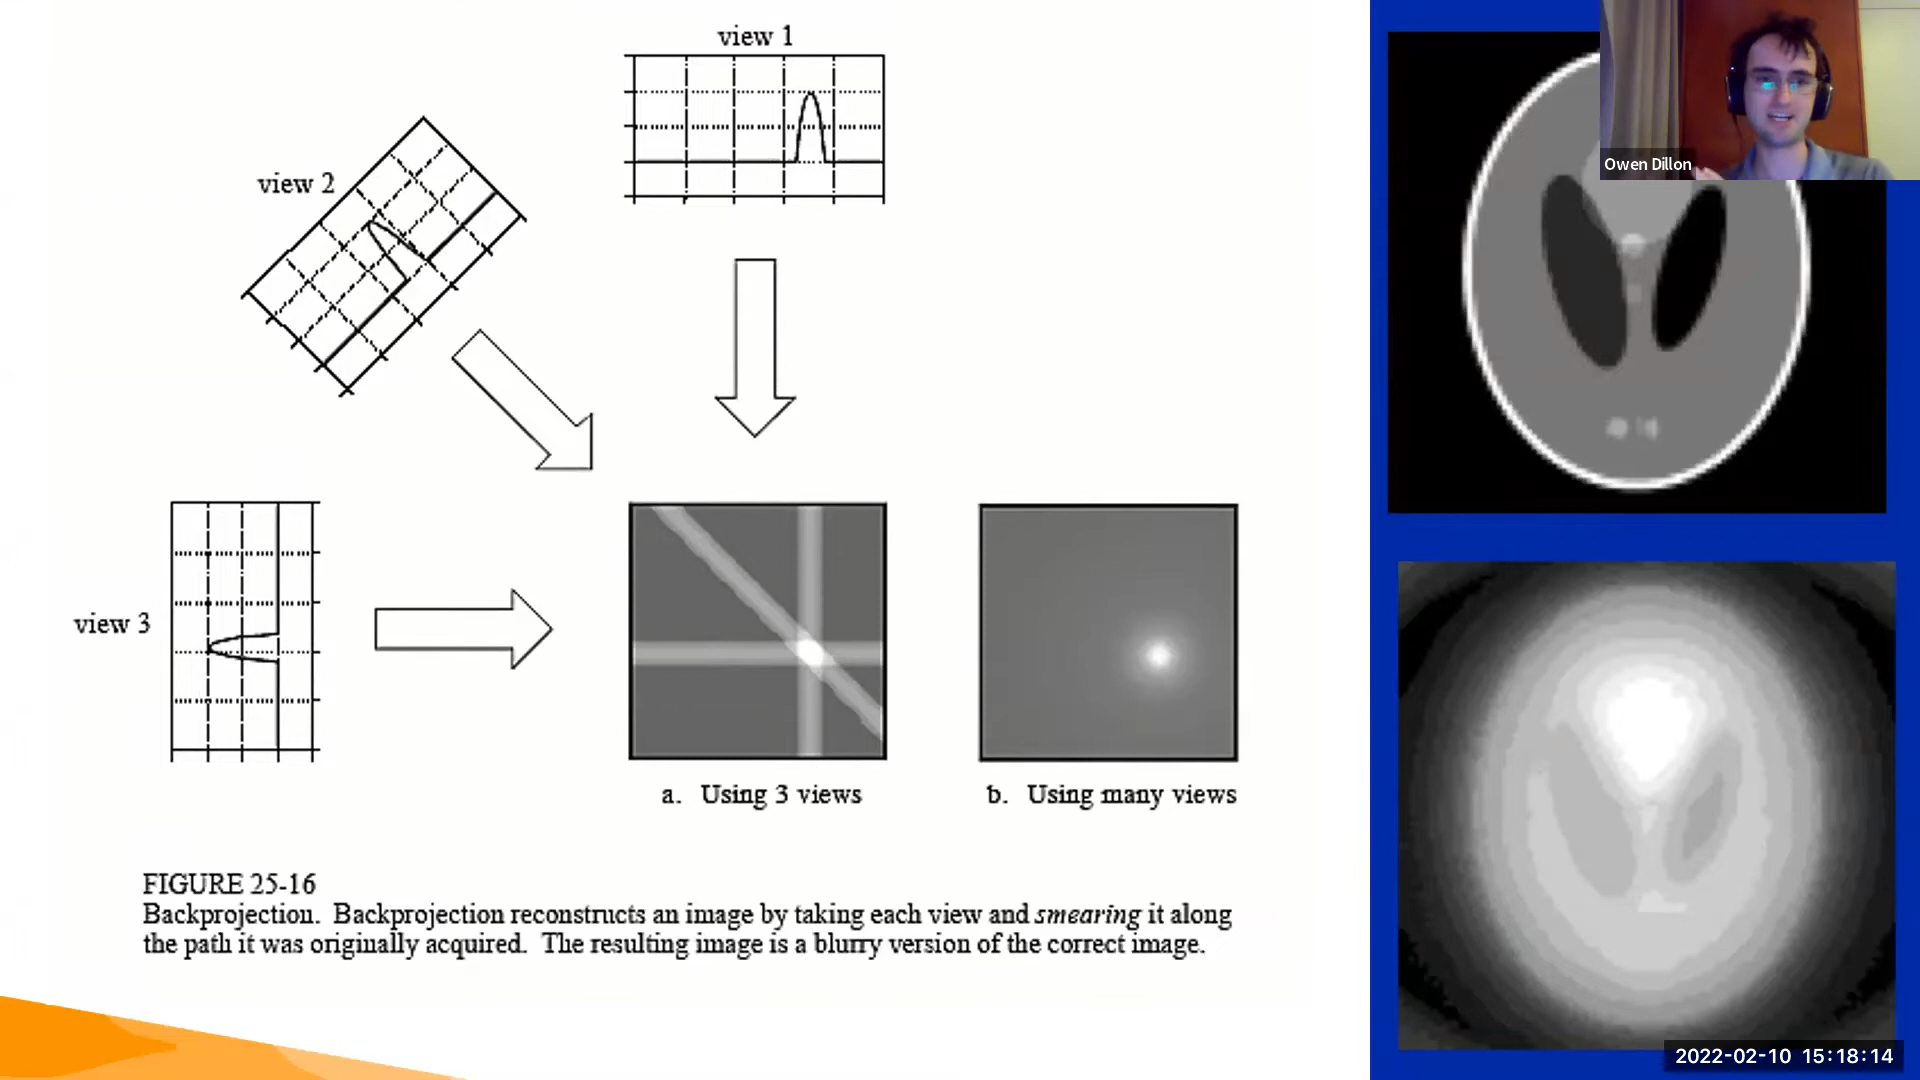 view 1
view 2
Owen Dillon
view 3
a. Using 3 views
b. Using many views
FIGURE 25-16
Backprojection. Backprojection reconstructs an image by taking each view and smearing it along
the path it was originally acquired. The resulting image is a blurry version of the correct image.
2022-02-10 15:18:14